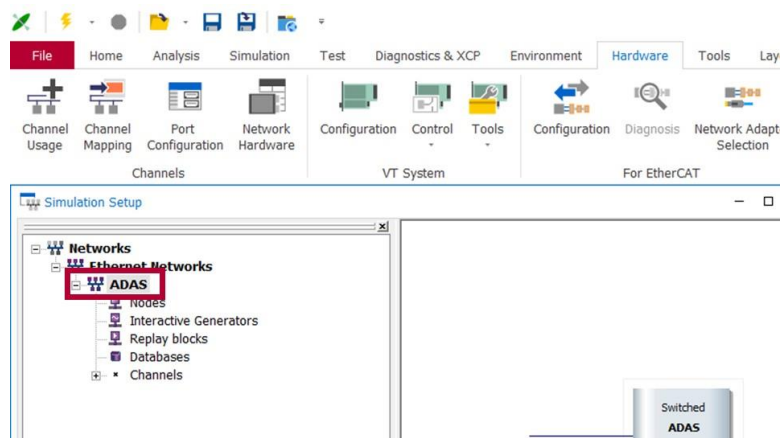 File Home Analysis Simulation Test Diagnostics & XCP Environment Hardware Tools Lay
Channel Usage
Channel Mapping
Port Configuration
Network Hardware
Configuration
Control
Tools
Configuration
Diagnosis
Network Adapt
Selection
Channels VT System For EtherCAT
Simulation Setup
Networks
Ethernet Networks
ADAS
Nodes
Interactive Generators
Replay blocks
Databases
Channels
Switched
ADAS